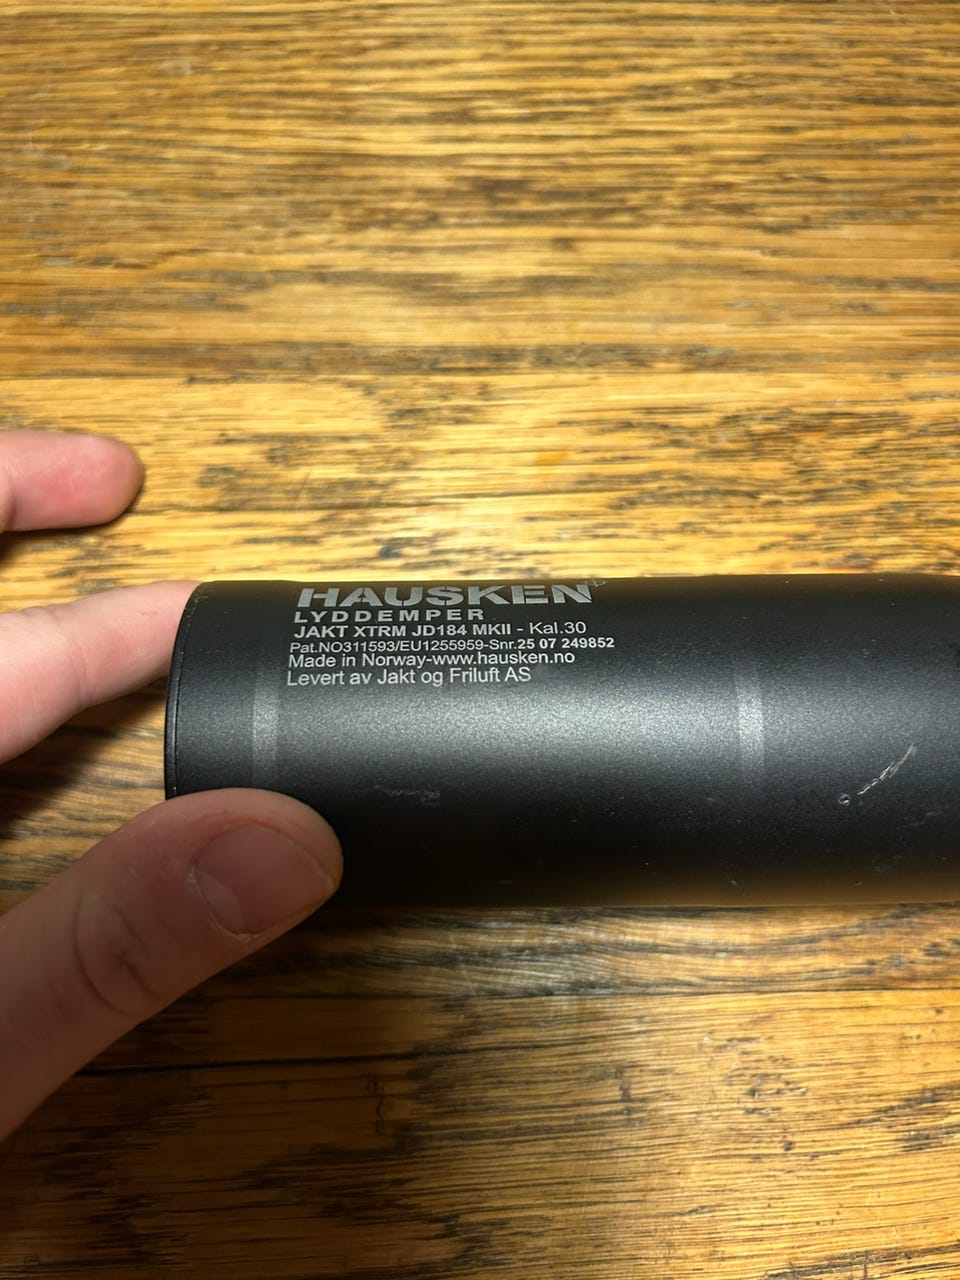 HAUSKEN
LYDDEMPER
JAKT XTRM JD184 MKII - Kal.30
Pat.NO311593/EU1255959-Snr.25 07 249852
Made in Norway-www.hausken.no
Levert av Jakt og Friluft AS